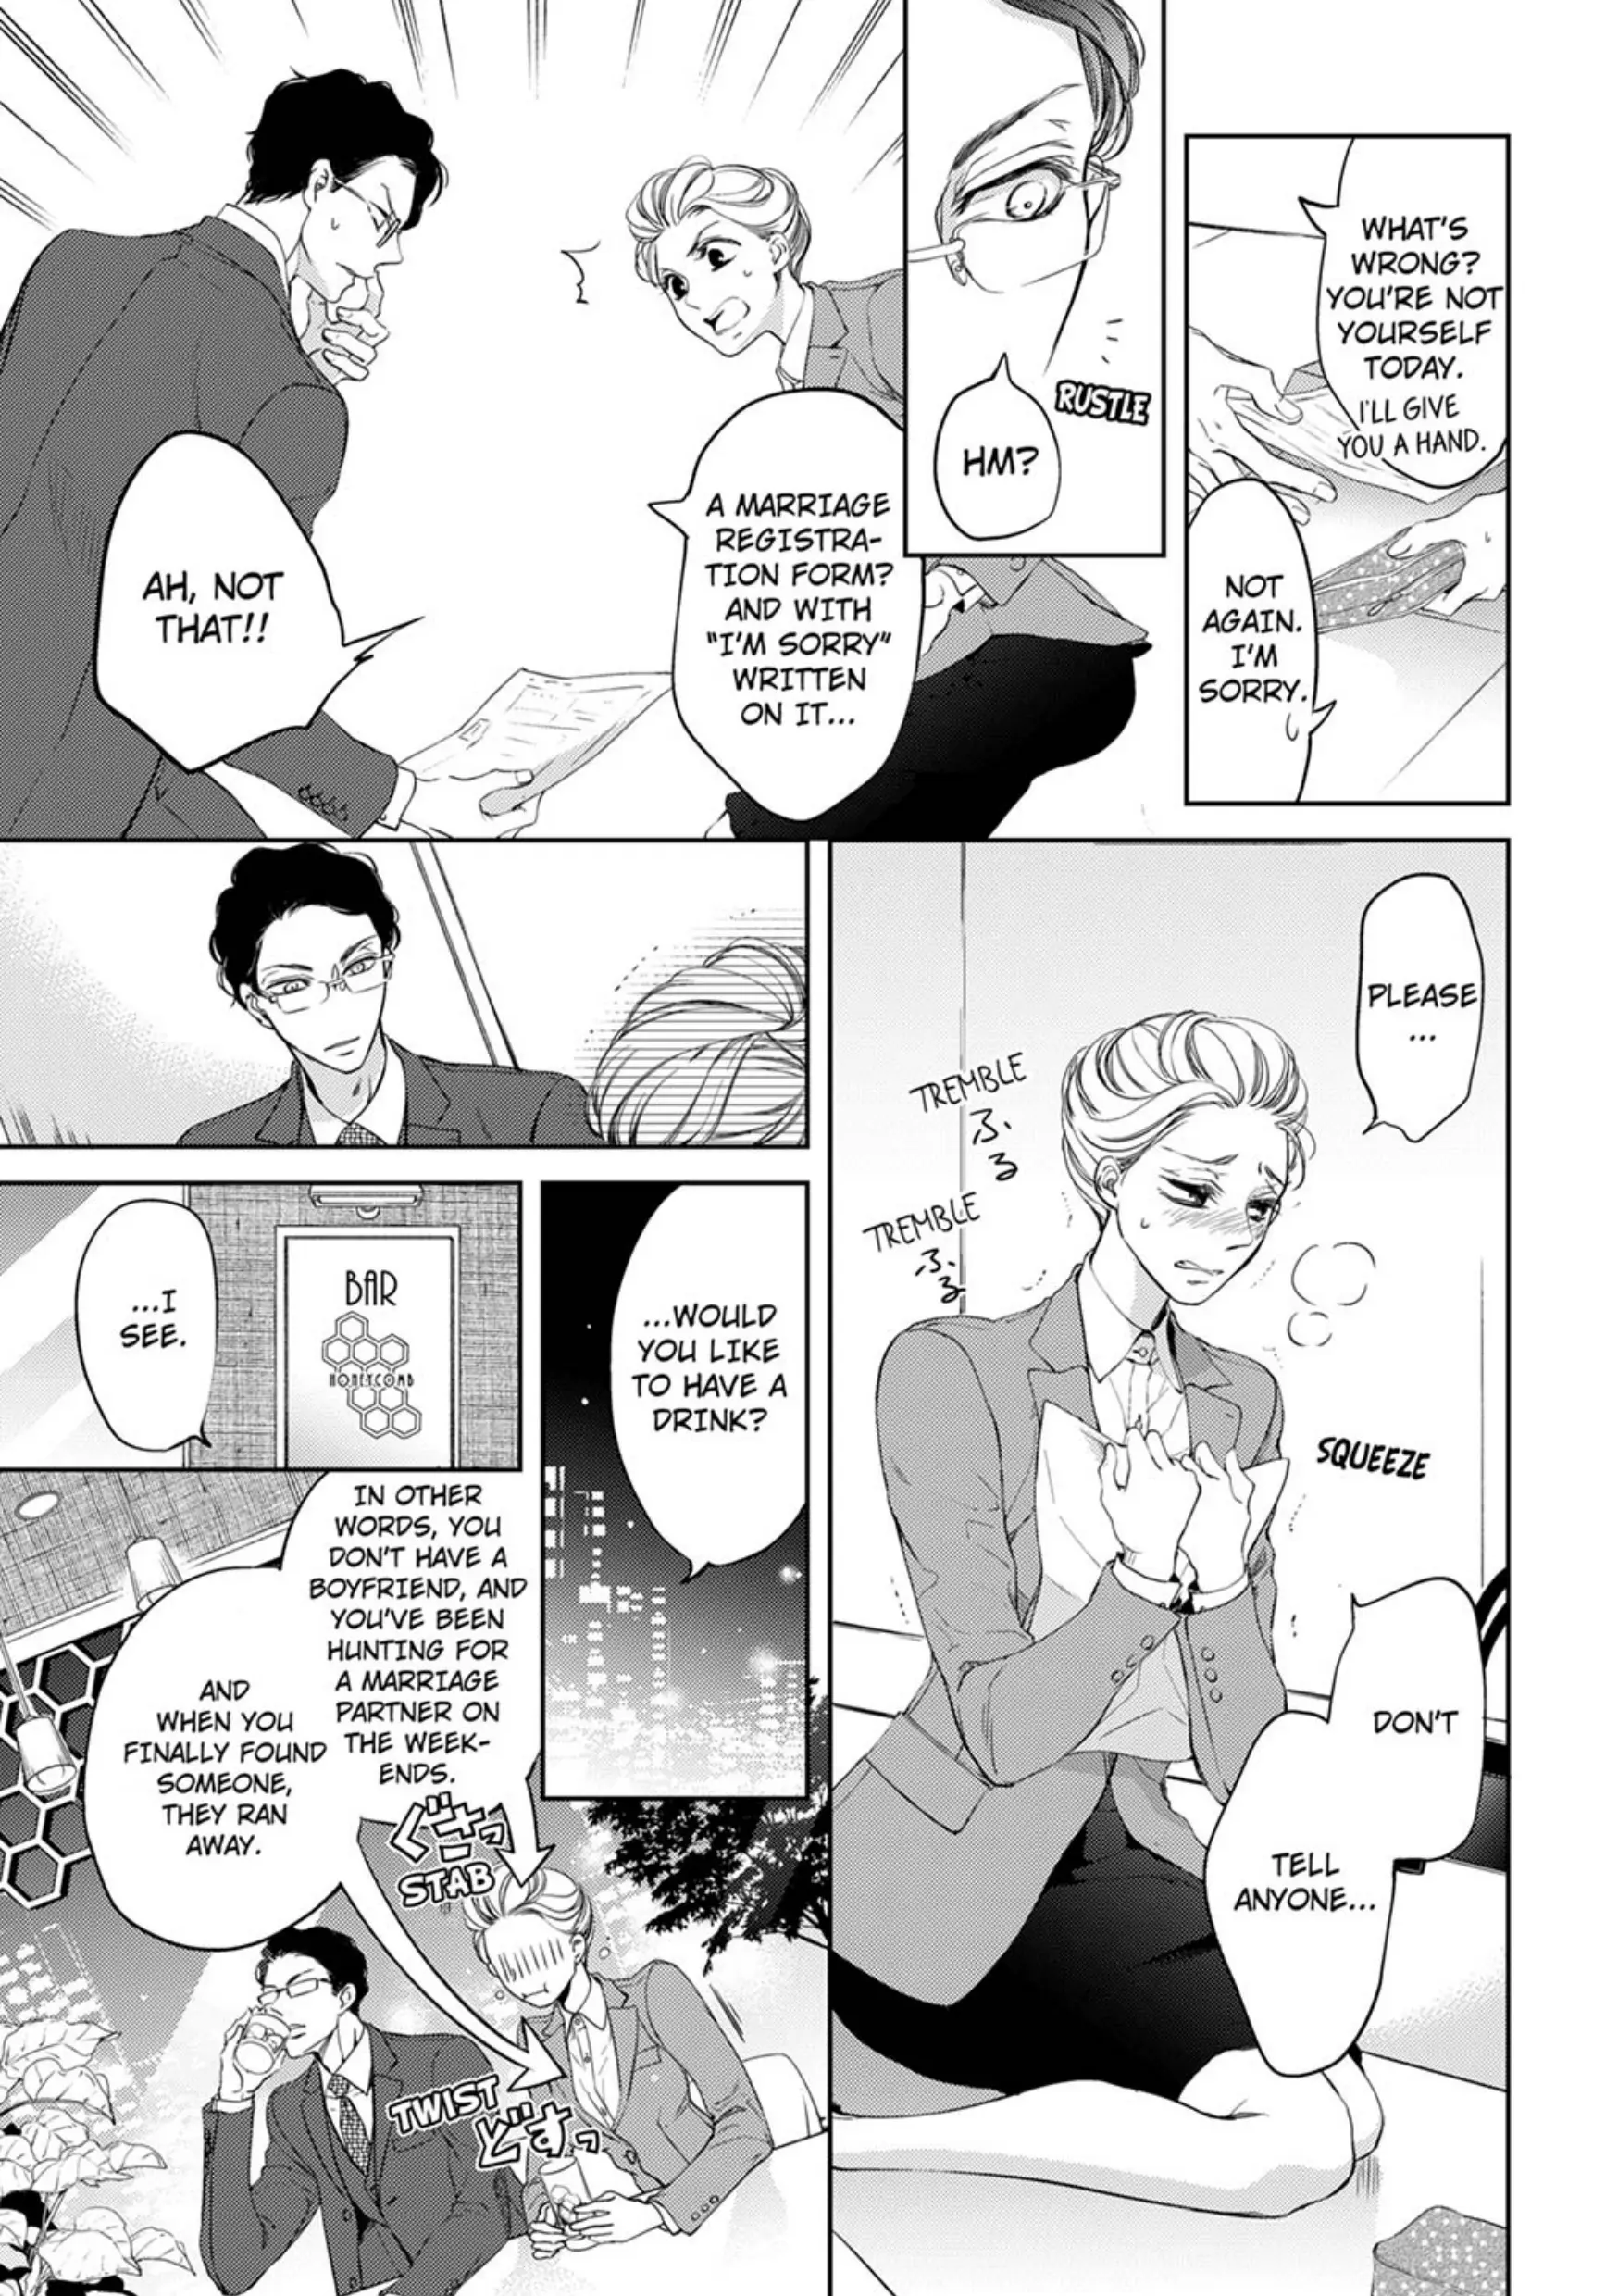 WHAT'S
WRONG?
YOU'RE NOT
YOURSELF
TODAY.
I'LL GIVE
YOU A HAND.
NOT
AGAIN.
I'M
SORRY.
HM?
RUSTLE
A MARRIAGE
REGISTRA-
TION FORM?
AND WITH
"I'M SORRY"
WRITTEN
ON IT...
AH, NOT
THAT!!
PLEASE
...
TREMBLE
ふる
TREMBLE
ふる
SQUEEZE
DON'T
TELL
ANYONE...
...WOULD
YOU LIKE
TO HAVE A
DRINK?
BAR
HONEYCOMB
...I
SEE.
IN OTHER
WORDS, YOU
DON'T HAVE A
BOYFRIEND, AND
YOU'VE BEEN
HUNTING FOR
A MARRIAGE
PARTNER ON
THE WEEK-
ENDS.
AND
WHEN YOU
FINALLY FOUND
SOMEONE,
THEY RAN
AWAY.
ぐさっ
STAB
TWIST
どすっ